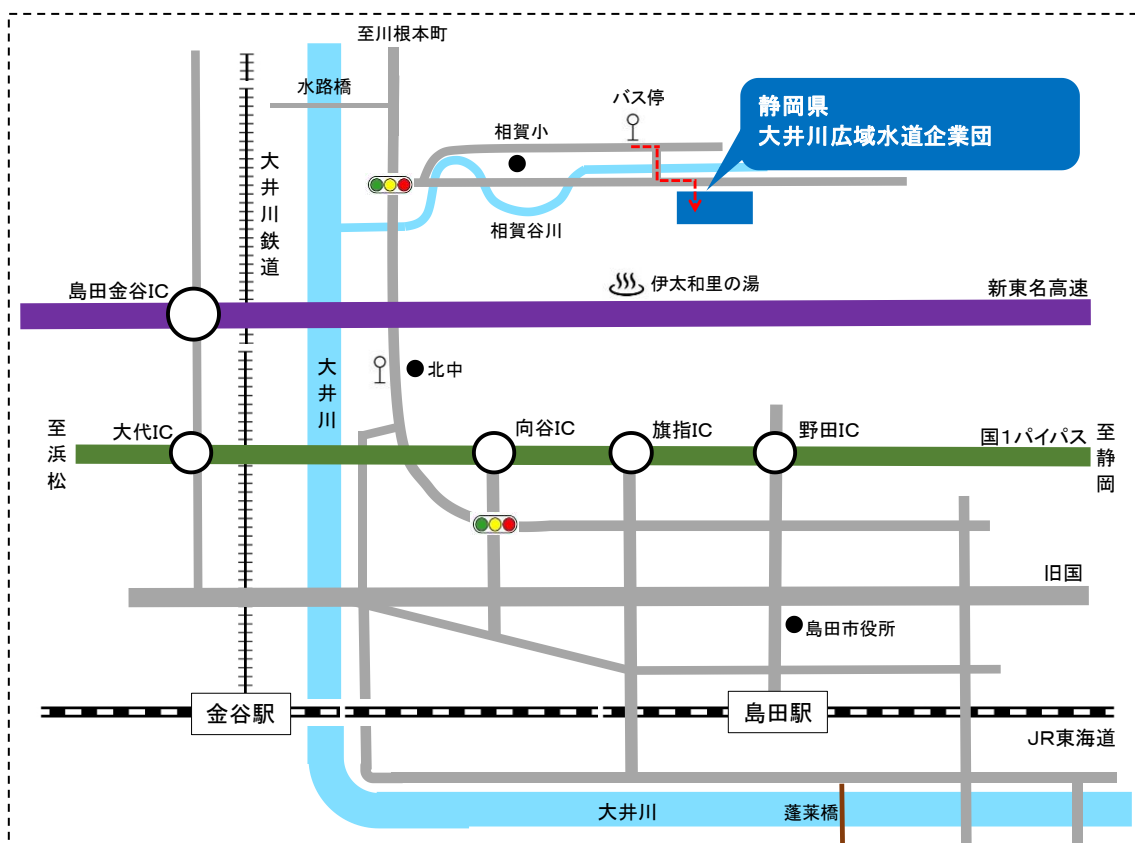 至川根本町
水路橋
バス停
静岡県
大井川広域水道企業団
相賀小
大井川鉄道
相賀谷川
島田金谷IC
伊太和里の湯
新東名高速
大井川
北中
至浜松
大代IC
向谷IC
旗指IC
野田IC
国1パイパス
至静岡
旧国
島田市役所
金谷駅
島田駅
JR東海道
大井川
蓬莱橋